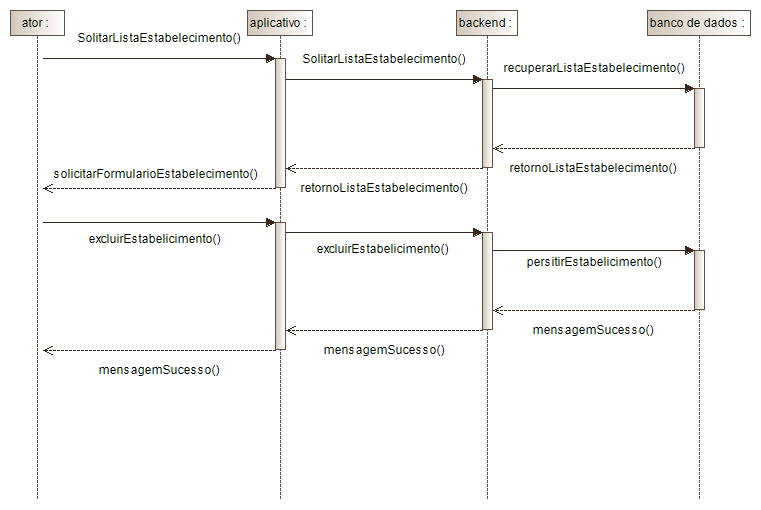 ator :
aplicativo :
backend :
banco de dados :
SolitarListaEstabelecimento()
SolitarListaEstabelecimento()
recuperarListaEstabelecimento()
retornoListaEstabelecimento()
solicitarFormularioEstabelecimento()
retornoListaEstabelecimento()
excluirEstabelicimento()
excluirEstabelicimento()
persitirEstabelicimento()
mensagemSucesso()
mensagemSucesso()
mensagemSucesso()